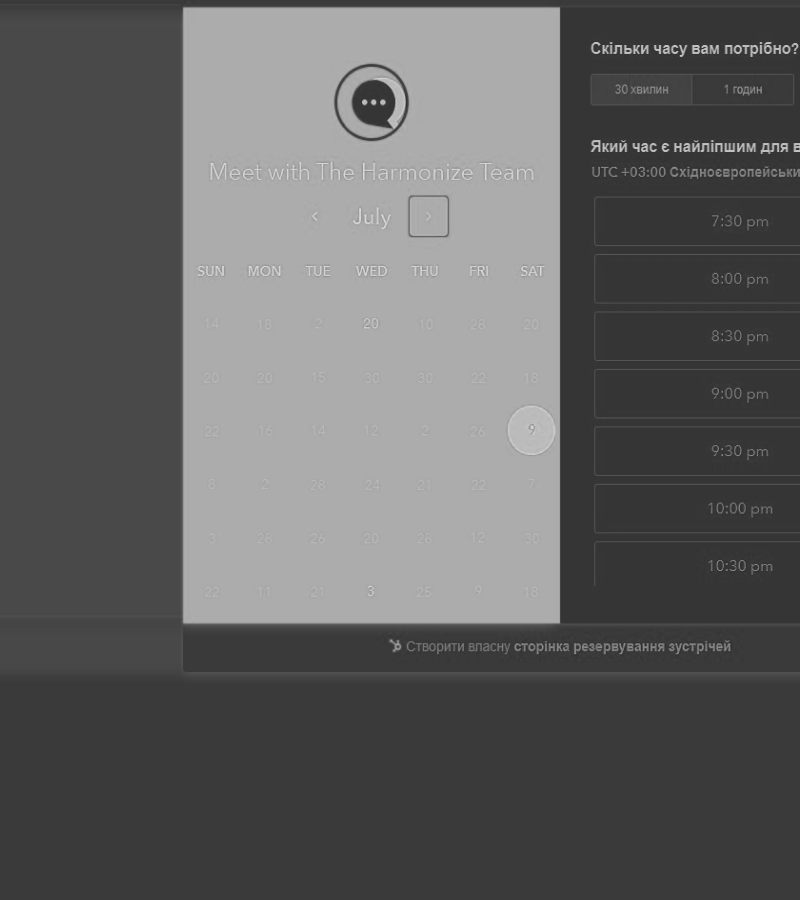 Meet with The Harmonize Team
July
SUN MON TUE WED THU FRI SAT
14 18 2 20 10 28 20
20 20 15 30 30 22 18
22 16 14 12 2 26 9
8 2 28 24 21 22 7
3 28 26 20 28 12 30
22 11 21 3 25 9 18
Скільки часу вам потрібно?
30 хвилин 1 годин
Який час є найліпшим для в
UTC +03:00 Східноєвропейськи
7:30 pm
8:00 pm
8:30 pm
9:00 pm
9:30 pm
10:00 pm
10:30 pm
Створити власну сторінка резервування зустрічей